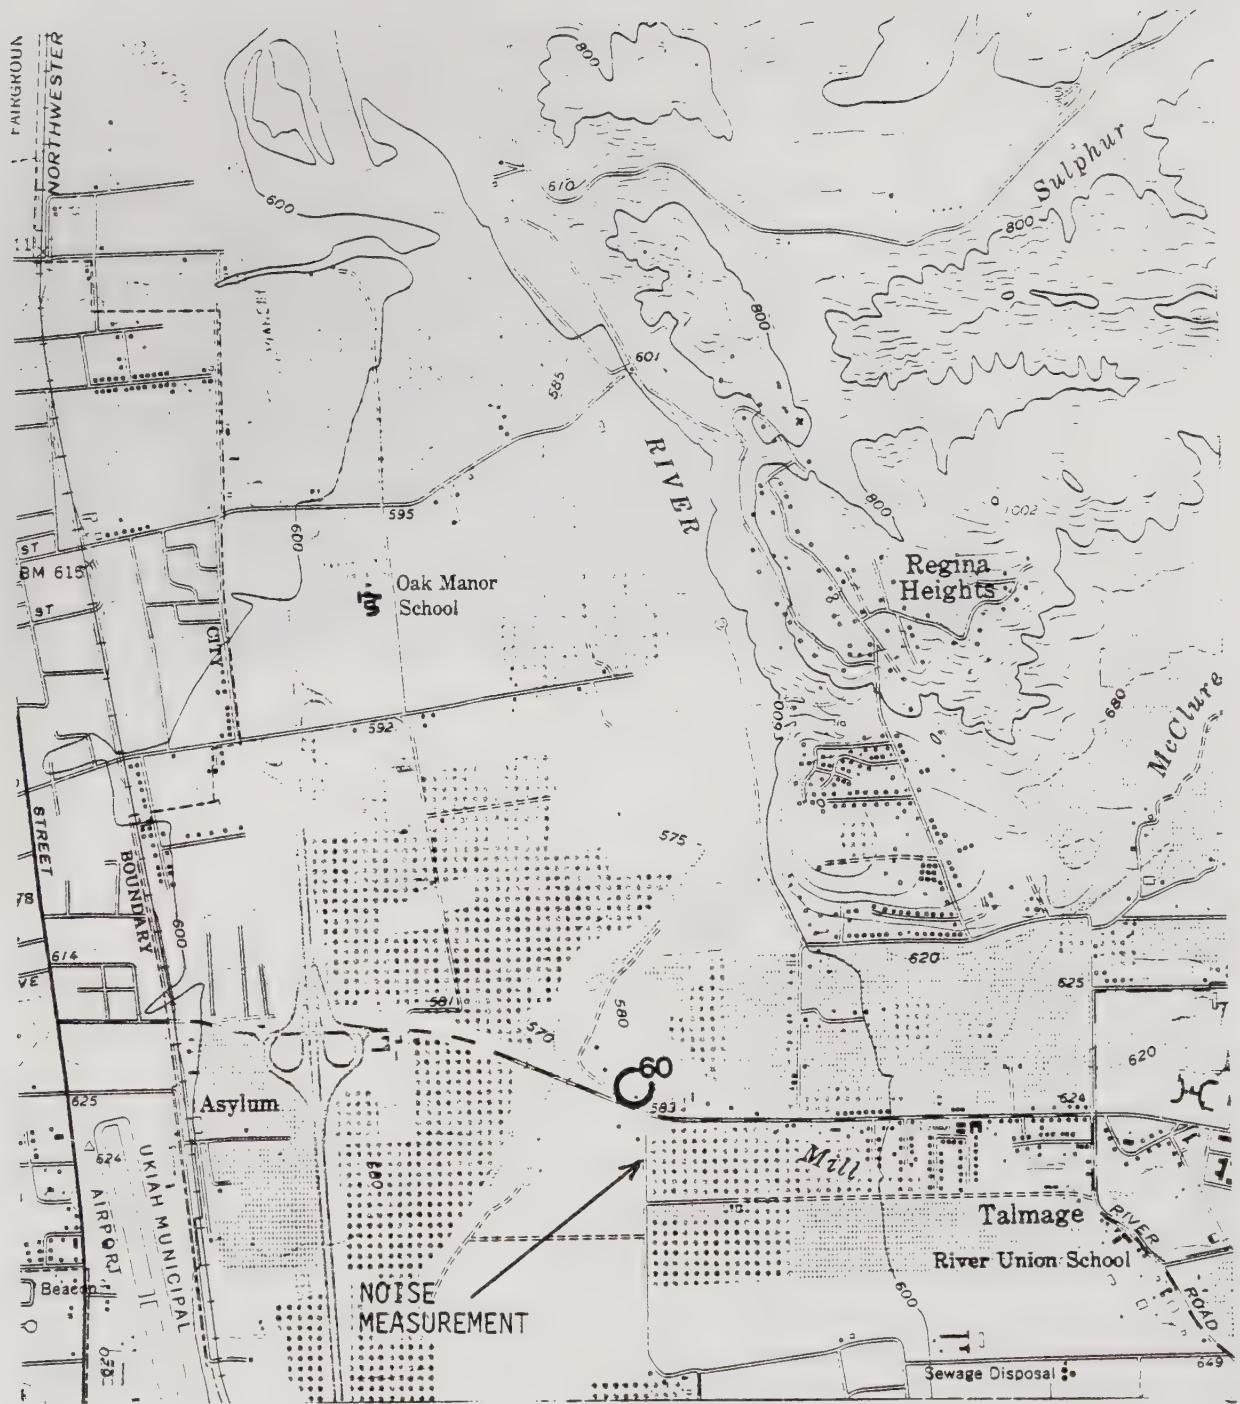 NORTHWESTER
800
Sulphur
610
600
800
800
601
585
RIVER
800
1002
595
600
ST
BM 615
ST
Oak Manor
School
Regina
Heights
CITY
592
600
680
McClure
STREET
575
78
BOUNDARY
600
614
VE
620
625
581
570
580
620
60
583
624
625
Asylum
624
UKIAH MUNICIPAL
AIRPORT
Mill
Talmage
RIVER
ROAD
River Union School
Beacon
NOISE
MEASUREMENT
600
Sewage Disposal
649